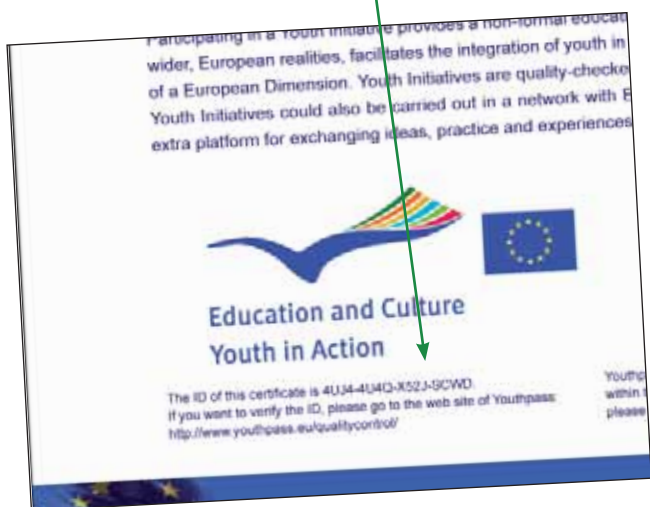 Participating in a Youth Initiative provides a non-formal educati
wider, European realities, facilitates the integration of youth in
of a European Dimension. Youth Initiatives are quality-checke
Youth Initiatives could also be carried out in a network with E
extra platform for exchanging ideas, practice and experiences
Education and Culture
Youth in Action
The ID of this certificate is 4UJ4-4U4Q-X52J-SCWD.
If you want to verify the ID, please go to the web site of Youthpass:
http://www.youthpass.eu/qualitycontrol/
Youthp
within t
please